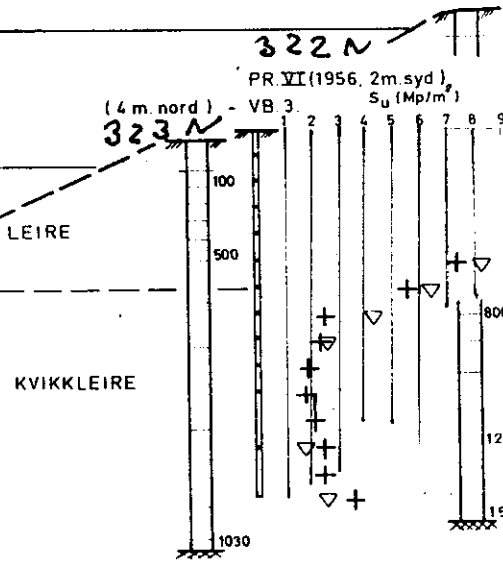 322 N
PR. VI (1956, 2m. syd)
Su (Mp/m²)
(4 m. nord) - VB. 3.
323 N
1 2 3 4 5 6 7 8 9
100
LEIRE
500
800
KVIKKLEIRE
12
15
1030